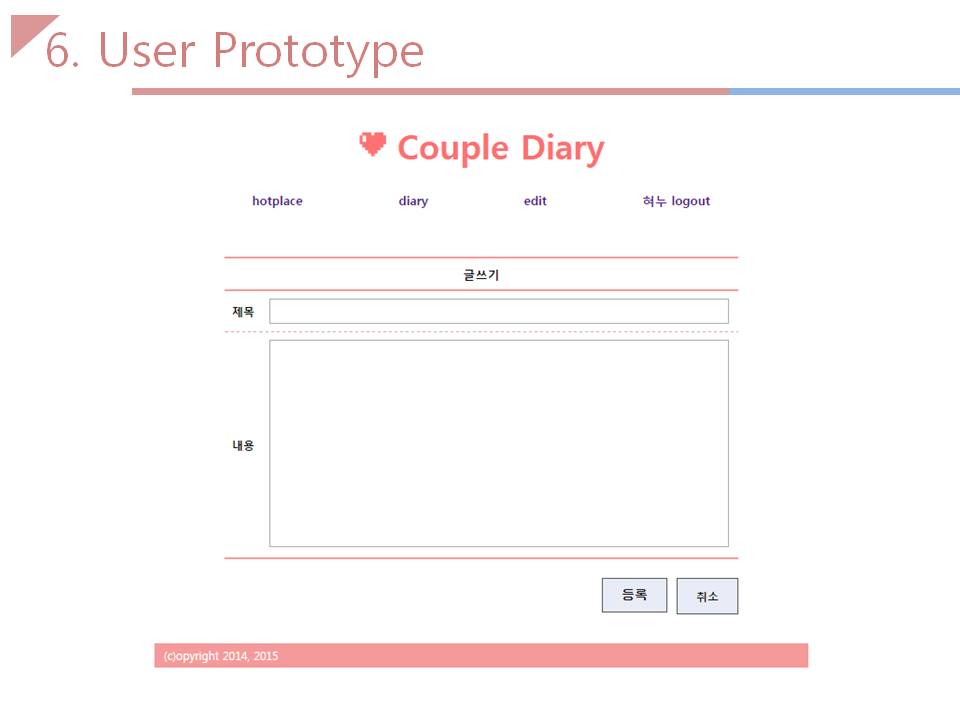 6. User Prototype
Couple Diary
hotplace diary edit 혀누 logout
글쓰기
제목
내용
등록 취소
(c)opyright 2014, 2015